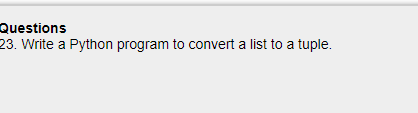 Questions
23. Write a Python program to convert a list to a tuple.